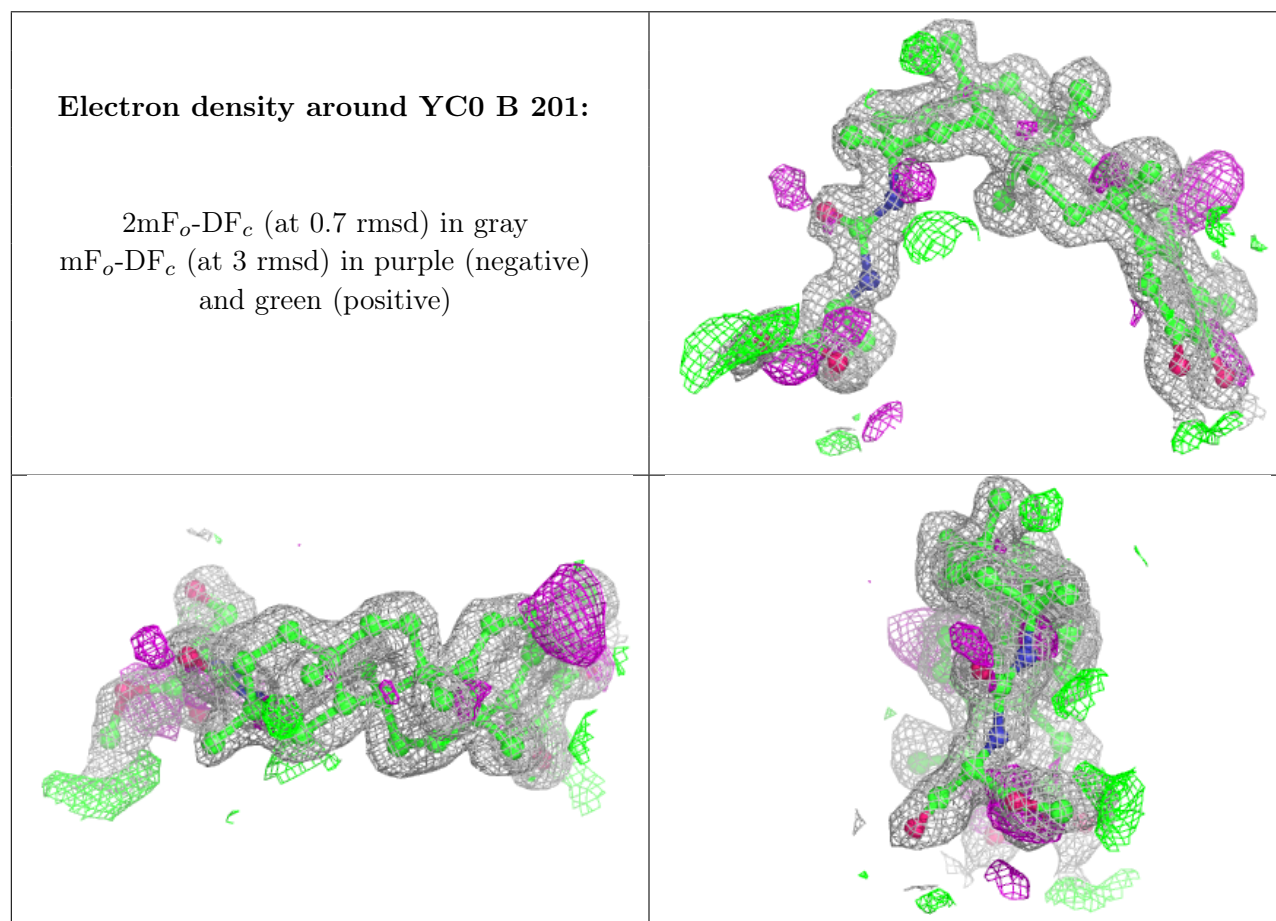 Electron density around YC0 B 201:
2mFo-DFc (at 0.7 rmsd) in gray
mFo-DFc (at 3 rmsd) in purple (negative)
and green (positive)